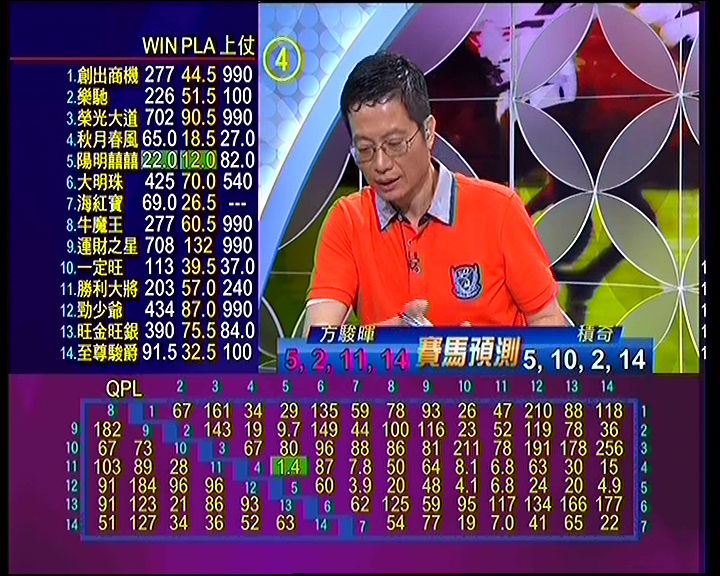 WIN PLA 上仗
4
1.創出商機 277 44.5 990
2.樂馳 226 51.5 100
3.榮光大道 702 90.5 990
4.秋月春風 65.0 18.5 27.0
5.陽明囍囍 22.0 12.0 82.0
6.大明珠 425 70.0 540
7.海紅寶 69.0 26.5 ---
8.牛魔王 277 60.5 990
9.運財之星 708 132 990
10.一定旺 113 39.5 37.0
11.勝利大將 203 57.0 240
12.勁少爺 434 87.0 990
13.旺金旺銀 390 75.5 84.0
14.至尊駿爵 91.5 32.5 100
方駿暉 積奇
5, 2, 11, 14 賽馬預測 5, 10, 2, 14
QPL 2 3 4 5 6 7 8 9 10 11 12 13 14
8 1 67 161 34 29 135 59 78 93 26 47 210 88 118 1
9 182 9 2 143 19 9.7 149 44 100 116 23 52 119 78 36 2
10 67 73 10 3 67 80 96 88 86 81 211 78 191 178 256 3
11 103 89 28 11 4 1.4 87 7.8 50 64 8.1 6.8 63 30 15 4
12 91 184 96 96 12 5 60 3.9 20 48 4.1 6.8 24 20 4.9 5
13 91 123 21 86 93 13 6 62 125 59 95 117 134 166 177 6
14 51 127 34 36 52 63 14 7 54 77 19 7.0 41 65 22 7